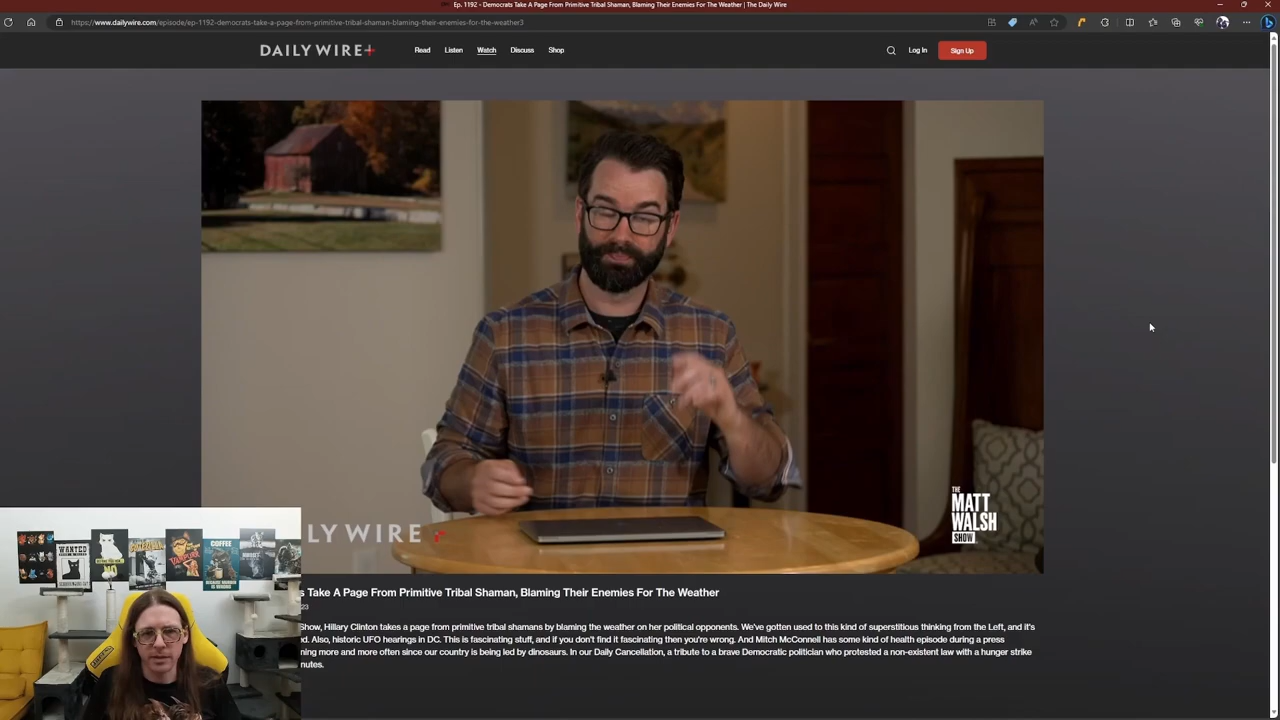 Ep. 1192 - Democrats Take A Page From Primitive Tribal Shaman, Blaming Their Enemies For The Weather | The Daily Wire
https://www.dailywire.com/episode/ep-1192-democrats-take-a-page-from-primitive-tribal-shaman-blaming-their-enemies-for-the-weather3
DAILYWIRE+
Read Listen Watch Discuss Shop
Log In
Sign Up
THE
MATT
WALSH
SHOW
LY WIRE
s Take A Page From Primitive Tribal Shaman, Blaming Their Enemies For The Weather
23
Show, Hillary Clinton takes a page from primitive tribal shamans by blaming the weather on her political opponents. We've gotten used to this kind of superstitious thinking from the Left, and it's
d. Also, historic UFO hearings in DC. This is fascinating stuff, and if you don't find it fascinating then you're wrong. And Mitch McConnell has some kind of health episode during a press
ning more and more often since our country is being led by dinosaurs. In our Daily Cancellation, a tribute to a brave Democratic politician who protested a non-existent law with a hunger strike
nutes.
WANTED
COFFEE